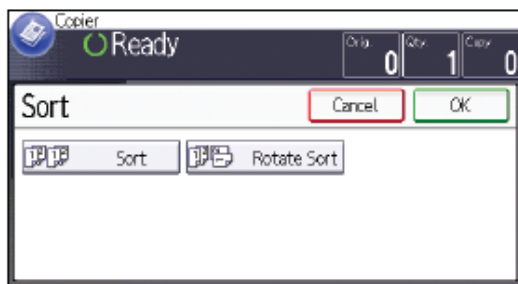 Copier
Ready
Orig. Qty. Copy
0 1 0
Sort Cancel OK
Sort Rotate Sort